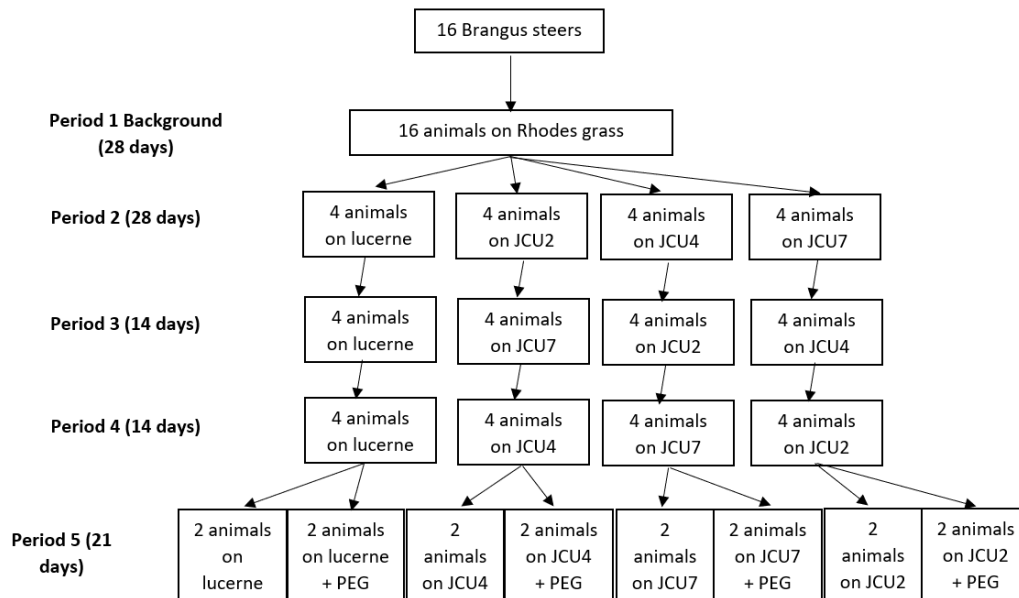 16 Brangus steers
Period 1 Background
(28 days)
16 animals on Rhodes grass
Period 2 (28 days)
4 animals
on lucerne
4 animals
on JCU2
4 animals
on JCU4
4 animals
on JCU7
Period 3 (14 days)
4 animals
on lucerne
4 animals
on JCU7
4 animals
on JCU2
4 animals
on JCU4
Period 4 (14 days)
4 animals
on lucerne
4 animals
on JCU4
4 animals
on JCU7
4 animals
on JCU2
Period 5 (21
days)
2 animals
on
lucerne
2 animals
on lucerne
+ PEG
2
animals
on JCU4
2 animals
on JCU4
+ PEG
2
animals
on JCU7
2 animals
on JCU7
+ PEG
2
animals
on JCU2
2 animals
on JCU2
+ PEG